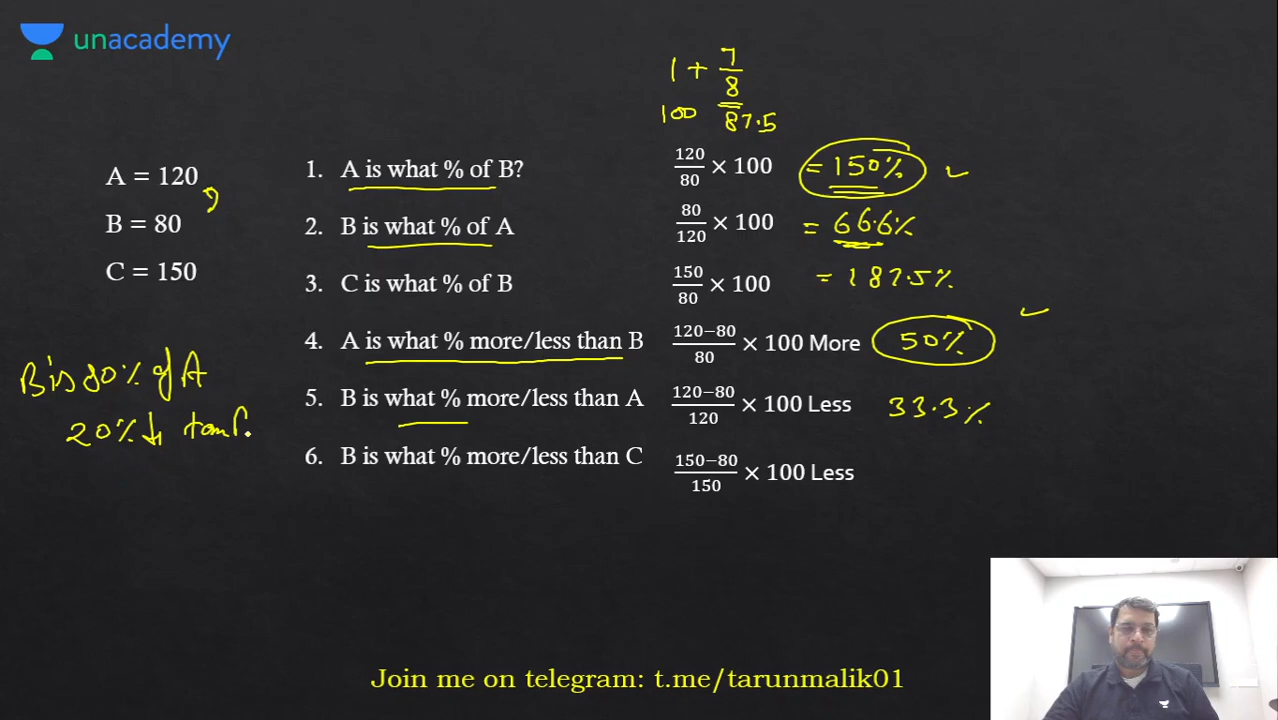 unacademy
1 + 7/8
100 87.5
A = 120
B = 80
C = 150
1. A is what % of B? 120/80 × 100 = 150%
2. B is what % of A 80/120 × 100 = 66.6%
3. C is what % of B 150/80 × 100 = 187.5%
4. A is what % more/less than B 120−80/80 × 100 More 50%
5. B is what % more/less than A 120−80/120 × 100 Less 33.3%
6. B is what % more/less than C 150−80/150 × 100 Less
B is 80% of A
20% ↓
Join me on telegram: t.me/tarunmalik01